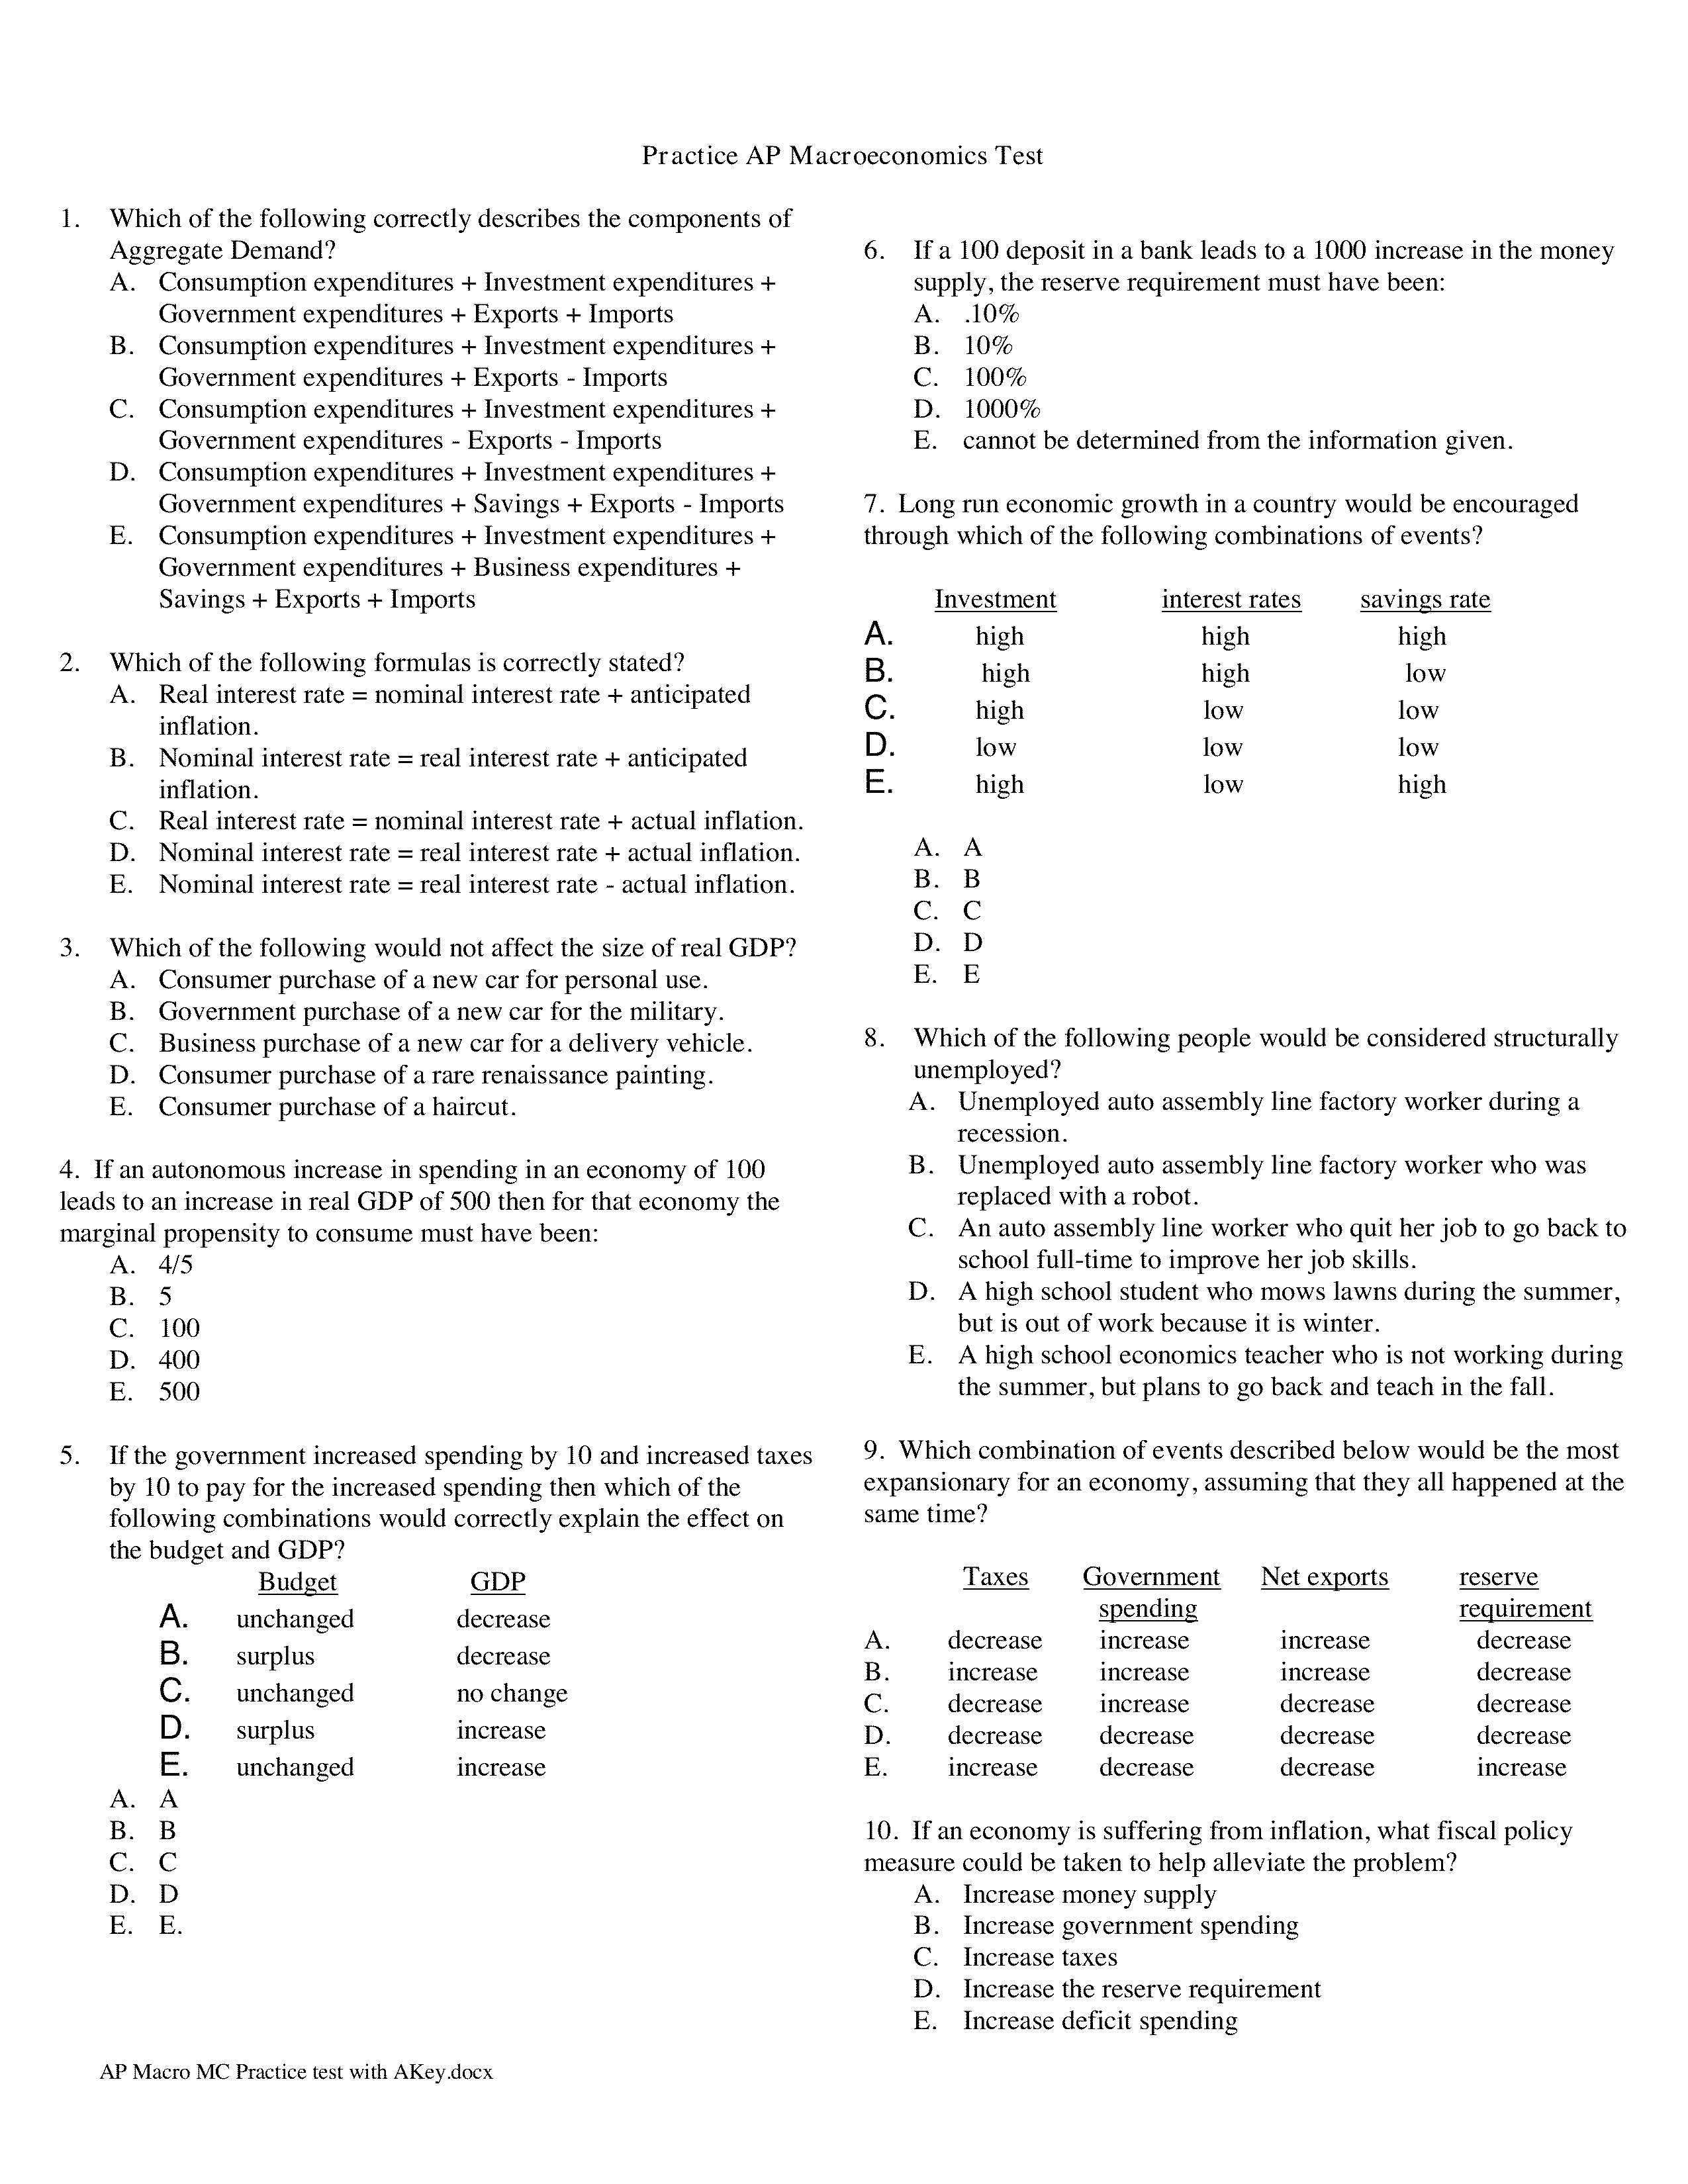 Practice AP Macroeconomics Test
1. Which of the following correctly describes the components of
Aggregate Demand?
A. Consumption expenditures + Investment expenditures +
Government expenditures + Exports + Imports
B. Consumption expenditures + Investment expenditures +
Government expenditures + Exports - Imports
C. Consumption expenditures + Investment expenditures +
Government expenditures - Exports - Imports
D. Consumption expenditures + Investment expenditures +
Government expenditures + Savings + Exports - Imports
E. Consumption expenditures + Investment expenditures +
Government expenditures + Business expenditures +
Savings + Exports + Imports
2. Which of the following formulas is correctly stated?
A. Real interest rate = nominal interest rate + anticipated
inflation.
B. Nominal interest rate = real interest rate + anticipated
inflation.
C. Real interest rate = nominal interest rate + actual inflation.
D. Nominal interest rate = real interest rate + actual inflation.
E. Nominal interest rate = real interest rate - actual inflation.
3. Which of the following would not affect the size of real GDP?
A. Consumer purchase of a new car for personal use.
B. Government purchase of a new car for the military.
C. Business purchase of a new car for a delivery vehicle.
D. Consumer purchase of a rare renaissance painting.
E. Consumer purchase of a haircut.
4. If an autonomous increase in spending in an economy of 100
leads to an increase in real GDP of 500 then for that economy the
marginal propensity to consume must have been:
A. 4/5
B. 5
C. 100
D. 400
E. 500
5. If the government increased spending by 10 and increased taxes
by 10 to pay for the increased spending then which of the
following combinations would correctly explain the effect on
the budget and GDP?
Budget GDP
A. unchanged decrease
B. surplus decrease
C. unchanged no change
D. surplus increase
E. unchanged increase
A. A
B. B
C. C
D. D
E. E.
6. If a 100 deposit in a bank leads to a 1000 increase in the money
supply, the reserve requirement must have been:
A. .10%
B. 10%
C. 100%
D. 1000%
E. cannot be determined from the information given.
7. Long run economic growth in a country would be encouraged
through which of the following combinations of events?
Investment interest rates savings rate
A. high high high
B. high high low
C. high low low
D. low low low
E. high low high
A. A
B. B
C. C
D. D
E. E
8. Which of the following people would be considered structurally
unemployed?
A. Unemployed auto assembly line factory worker during a
recession.
B. Unemployed auto assembly line factory worker who was
replaced with a robot.
C. An auto assembly line worker who quit her job to go back to
school full-time to improve her job skills.
D. A high school student who mows lawns during the summer,
but is out of work because it is winter.
E. A high school economics teacher who is not working during
the summer, but plans to go back and teach in the fall.
9. Which combination of events described below would be the most
expansionary for an economy, assuming that they all happened at the
same time?
Taxes Government Net exports reserve
spending requirement
A. decrease increase increase decrease
B. increase increase increase decrease
C. decrease increase decrease decrease
D. decrease decrease decrease decrease
E. increase decrease decrease increase
10. If an economy is suffering from inflation, what fiscal policy
measure could be taken to help alleviate the problem?
A. Increase money supply
B. Increase government spending
C. Increase taxes
D. Increase the reserve requirement
E. Increase deficit spending
AP Macro MC Practice test with AKey.docx